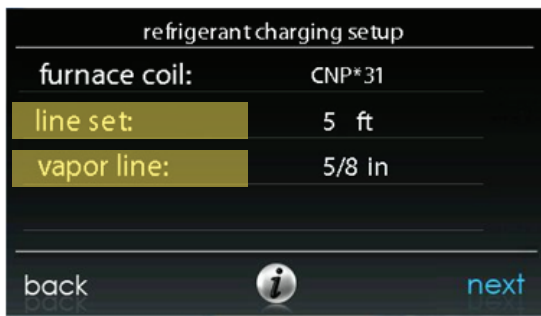 refrigerant charging setup
furnace coil: CNP*31
line set: 5 ft
vapor line: 5/8 in
back i next